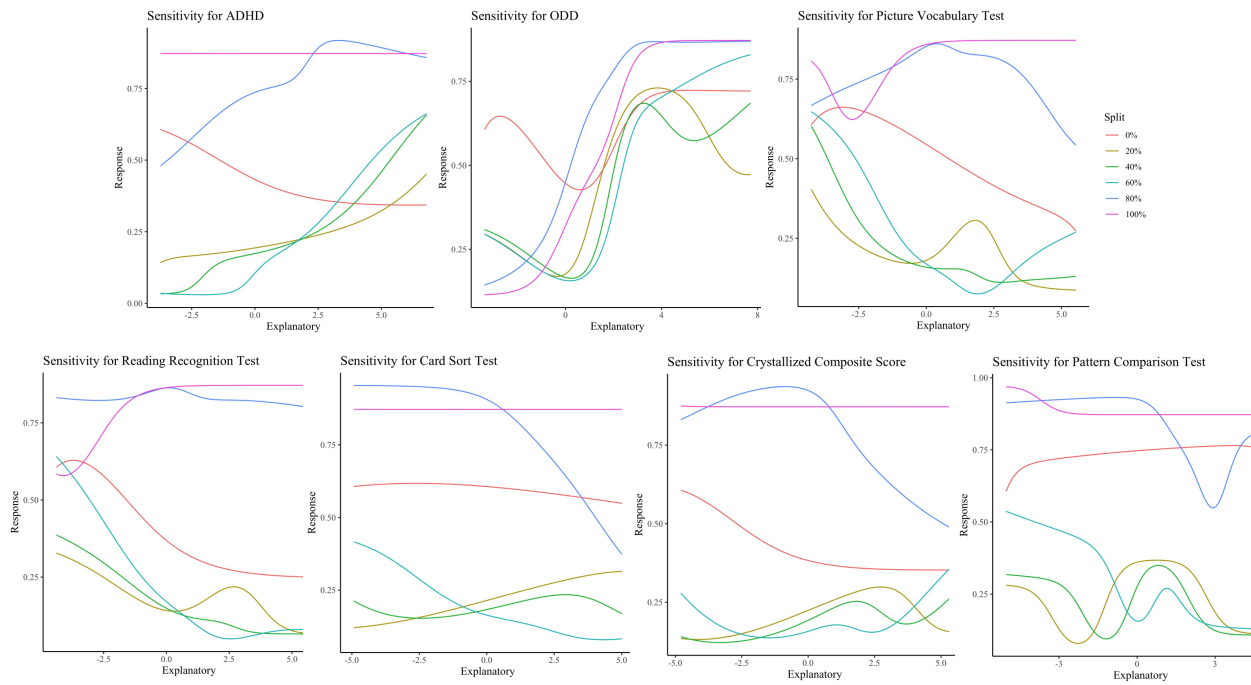 Sensitivity for ADHD
Response
0.75
0.50
0.25
0.00
-2.5 0.0 2.5 5.0
Explanatory
Sensitivity for ODD
Response
0.75
0.50
0.25
0 4 8
Explanatory
Sensitivity for Picture Vocabulary Test
Response
0.75
0.50
0.25
-2.5 0.0 2.5 5.0
Explanatory
Split
0%
20%
40%
60%
80%
100%
Sensitivity for Reading Recognition Test
Response
0.75
0.50
0.25
-2.5 0.0 2.5 5.0
Explanatory
Sensitivity for Card Sort Test
Response
0.75
0.50
0.25
-5.0 -2.5 0.0 2.5 5.0
Explanatory
Sensitivity for Crystallized Composite Score
Response
0.75
0.50
0.25
-5.0 -2.5 0.0 2.5 5.0
Explanatory
Sensitivity for Pattern Comparison Test
Response
1.00
0.75
0.50
0.25
-3 0 3
Explanatory